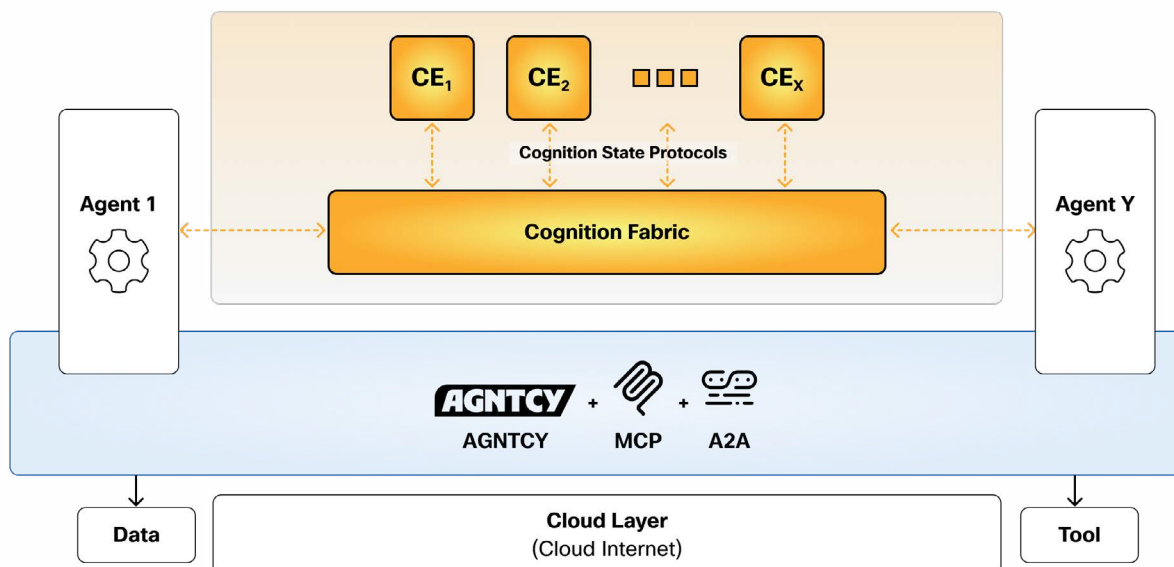 CE1
CE2
CEX
Cognition State Protocols
Agent 1
Cognition Fabric
Agent Y
AGNTCY
+
+
AGNTCY
MCP
A2A
Data
Cloud Layer
(Cloud Internet)
Tool